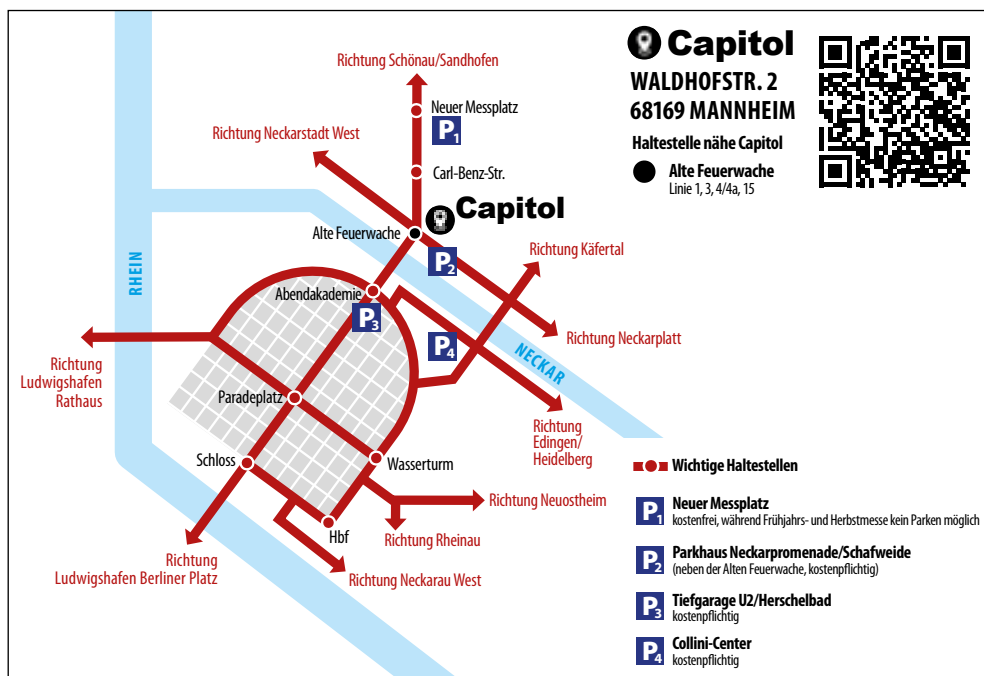 Capitol
WALDHOFSTR. 2
68169 MANNHEIM
Haltestelle nähe Capitol
Alte Feuerwache
Linie 1, 3, 4/4a, 15
Richtung Schönau/Sandhofen
Neuer Messplatz
P1
Richtung Neckarstadt West
Carl-Benz-Str.
Capitol
Alte Feuerwache
P2
Richtung Käfertal
RHEIN
Abendakademie
P3
P4
Richtung Neckarplatt
NECKAR
Richtung
Ludwigshafen
Rathaus
Paradeplatz
Richtung
Edingen/
Heidelberg
Schloss
Wasserturm
Richtung Neuostheim
Hbf
Richtung Rheinau
Richtung
Ludwigshafen Berliner Platz
Richtung Neckarau West
Wichtige Haltestellen
P1 Neuer Messplatz
kostenfrei, während Frühjahrs- und Herbstmesse kein Parken möglich
P2 Parkhaus Neckarpromenade/Schafweide
(neben der Alten Feuerwache, kostenpflichtig)
P3 Tiefgarage U2/Herschelbad
kostenpflichtig
P4 Collini-Center
kostenpflichtig